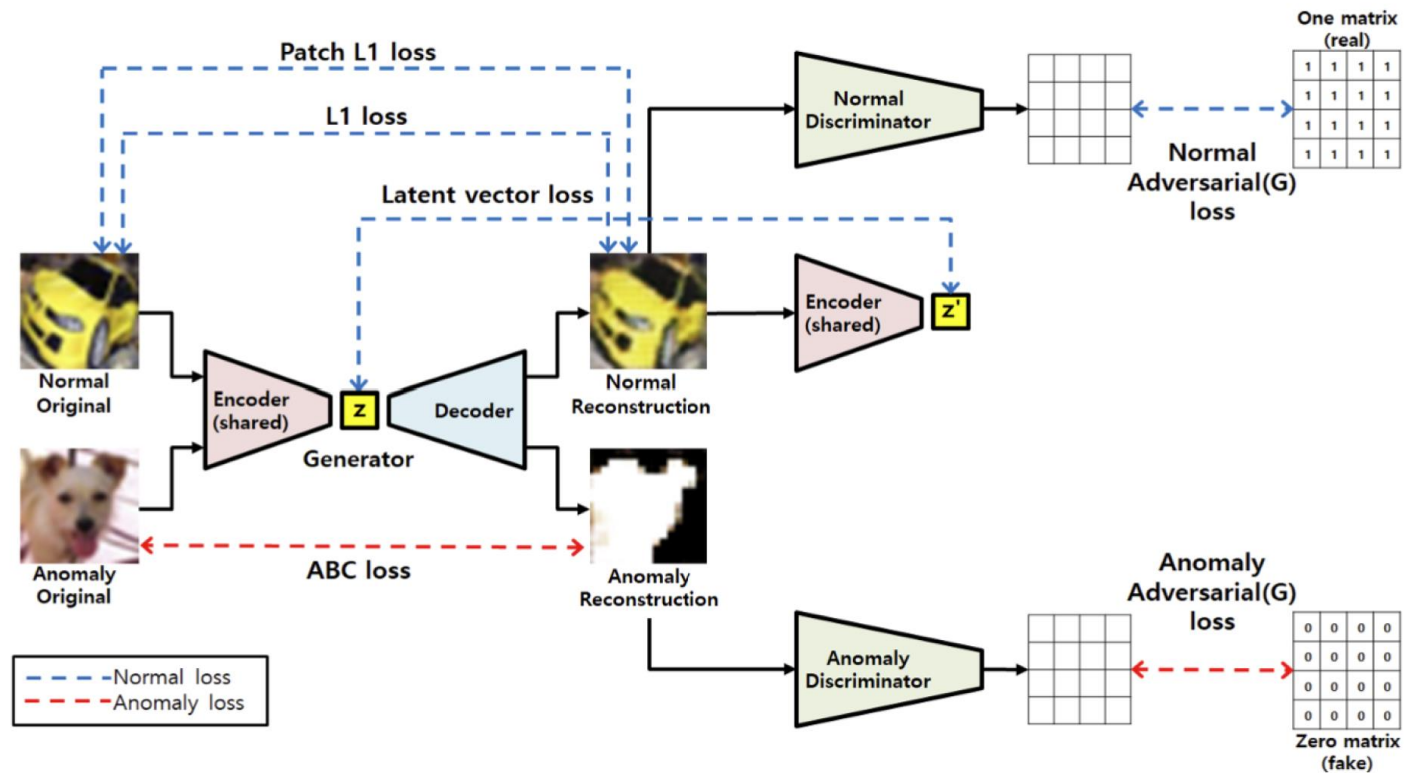 Patch L1 loss
L1 loss
Latent vector loss
Normal
Original
Anomaly
Original
Encoder
(shared)
z
Generator
Decoder
ABC loss
Normal
Reconstruction
Anomaly
Reconstruction
Normal
Discriminator
Encoder
(shared)
z'
One matrix
(real)
1 1 1 1
1 1 1 1
1 1 1 1
1 1 1 1
Normal
Adversarial(G)
loss
Anomaly
Discriminator
Anomaly
Adversarial(G)
loss
0 0 0 0
0 0 0 0
0 0 0 0
0 0 0 0
Zero matrix
(fake)
Normal loss
Anomaly loss